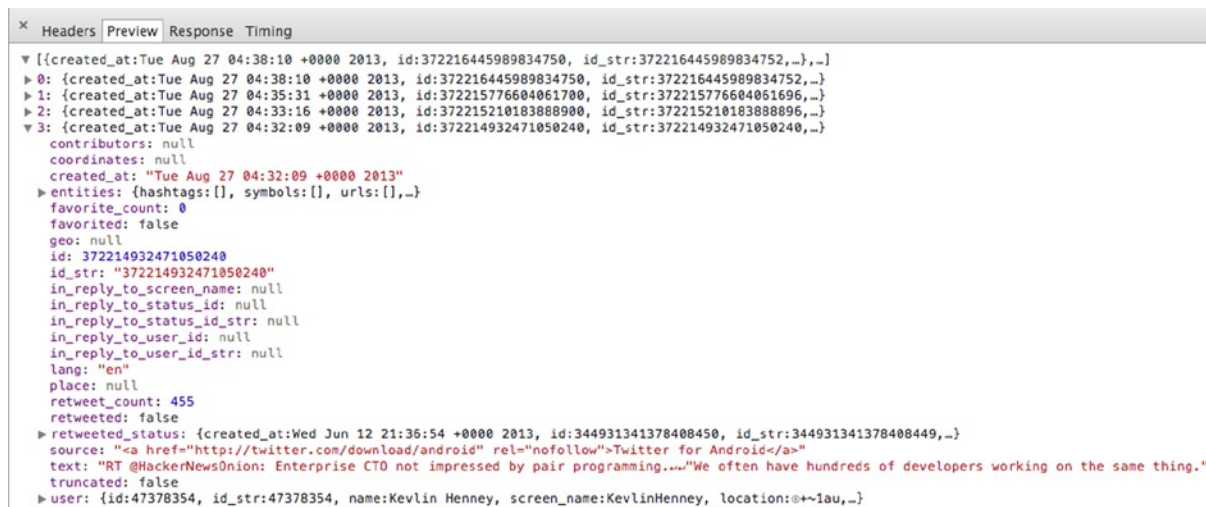 × Headers Preview Response Timing
▼ [{created_at:Tue Aug 27 04:38:10 +0000 2013, id:372216445989834750, id_str:372216445989834752,…},…]
▶ 0: {created_at:Tue Aug 27 04:38:10 +0000 2013, id:372216445989834750, id_str:372216445989834752,…}
▶ 1: {created_at:Tue Aug 27 04:35:31 +0000 2013, id:372215776604061700, id_str:372215776604061696,…}
▶ 2: {created_at:Tue Aug 27 04:33:16 +0000 2013, id:372215210183888900, id_str:372215210183888896,…}
▼ 3: {created_at:Tue Aug 27 04:32:09 +0000 2013, id:372214932471050240, id_str:372214932471050240,…}
contributors: null
coordinates: null
created_at: "Tue Aug 27 04:32:09 +0000 2013"
▶ entities: {hashtags:[], symbols:[], urls:[],…}
favorite_count: 0
favorited: false
geo: null
id: 372214932471050240
id_str: "372214932471050240"
in_reply_to_screen_name: null
in_reply_to_status_id: null
in_reply_to_status_id_str: null
in_reply_to_user_id: null
in_reply_to_user_id_str: null
lang: "en"
place: null
retweet_count: 455
retweeted: false
▶ retweeted_status: {created_at:Wed Jun 12 21:36:54 +0000 2013, id:344931341378408450, id_str:344931341378408449,…}
source: "<a href="http://twitter.com/download/android" rel="nofollow">Twitter for Android</a>"
text: "RT @HackerNewsOnion: Enterprise CTO not impressed by pair programming.↵↵"We often have hundreds of developers working on the same thing."
truncated: false
▶ user: {id:47378354, id_str:47378354, name:Kevlin Henney, screen_name:KevlinHenney, location:☉+~1au,…}